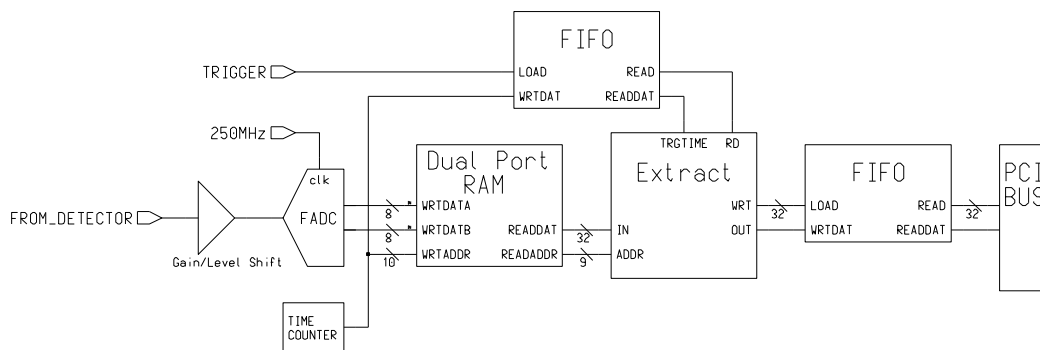 FIFO
TRIGGER
LOAD
READ
WRTDAT
READDAT
250MHz
clk
FADC
FROM_DETECTOR
Gain/Level Shift
8
8
10
Dual Port
RAM
WRTDATA
WRTDATB
READDAT
WRTADDR
READADDR
32
9
TRGTIME
RD
Extract
WRT
IN
OUT
ADDR
32
FIFO
LOAD
READ
WRTDAT
READDAT
32
PCI
BUS
TIME
COUNTER